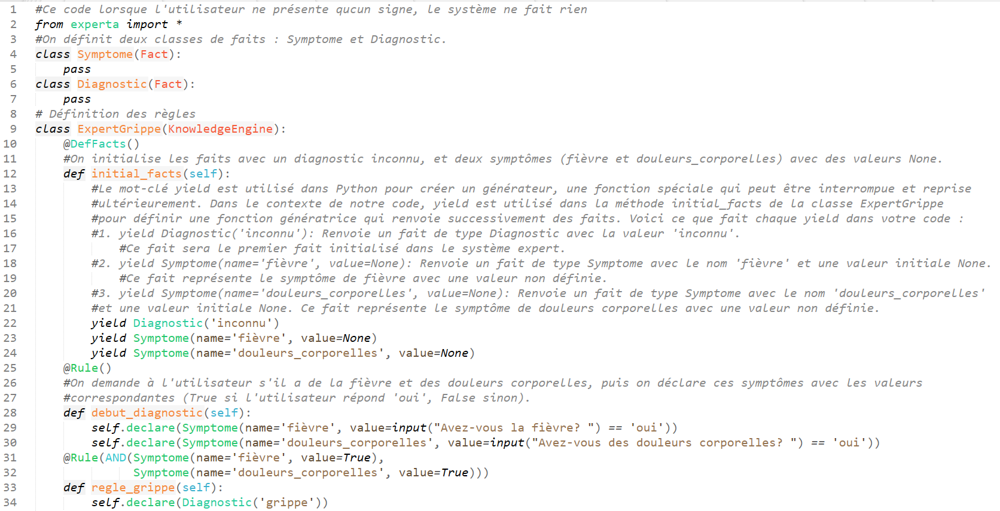 1 #Ce code lorsque l'utilisateur ne présente qucun signe, le système ne fait rien
2 from experta import *
3 #On définit deux classes de faits : Symptome et Diagnostic.
4 class Symptome(Fact):
5     pass
6 class Diagnostic(Fact):
7     pass
8 # Définition des règles
9 class ExpertGrippe(KnowledgeEngine):
10     @DefFacts()
11     #On initialise les faits avec un diagnostic inconnu, et deux symptômes (fièvre et douleurs_corporelles) avec des valeurs None.
12     def initial_facts(self):
13         #Le mot-clé yield est utilisé dans Python pour créer un générateur, une fonction spéciale qui peut être interrompue et reprise
14         #ultérieurement. Dans le contexte de notre code, yield est utilisé dans la méthode initial_facts de la classe ExpertGrippe
15         #pour définir une fonction génératrice qui renvoie successivement des faits. Voici ce que fait chaque yield dans votre code :
16         #1. yield Diagnostic('inconnu'): Renvoie un fait de type Diagnostic avec la valeur 'inconnu'.
17             #Ce fait sera le premier fait initialisé dans le système expert.
18         #2. yield Symptome(name='fièvre', value=None): Renvoie un fait de type Symptome avec le nom 'fièvre' et une valeur initiale None.
19             #Ce fait représente le symptôme de fièvre avec une valeur non définie.
20         #3. yield Symptome(name='douleurs_corporelles', value=None): Renvoie un fait de type Symptome avec le nom 'douleurs_corporelles'
21         #et une valeur initiale None. Ce fait représente le symptôme de douleurs corporelles avec une valeur non définie.
22         yield Diagnostic('inconnu')
23         yield Symptome(name='fièvre', value=None)
24         yield Symptome(name='douleurs_corporelles', value=None)
25     @Rule()
26     #On demande à l'utilisateur s'il a de la fièvre et des douleurs corporelles, puis on déclare ces symptômes avec les valeurs
27     #correspondantes (True si l'utilisateur répond 'oui', False sinon).
28     def debut_diagnostic(self):
29         self.declare(Symptome(name='fièvre', value=input("Avez-vous la fièvre? ") == 'oui'))
30         self.declare(Symptome(name='douleurs_corporelles', value=input("Avez-vous des douleurs corporelles? ") == 'oui'))
31     @Rule(AND(Symptome(name='fièvre', value=True),
32               Symptome(name='douleurs_corporelles', value=True)))
33     def regle_grippe(self):
34         self.declare(Diagnostic('grippe'))